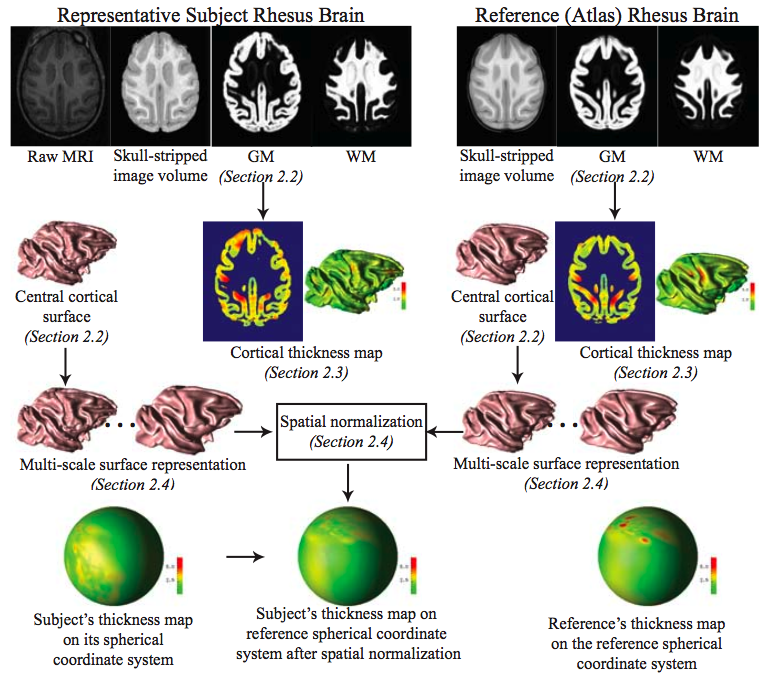 Representative Subject Rhesus Brain
Reference (Atlas) Rhesus Brain
Raw MRI
Skull-stripped
image volume
GM
(Section 2.2)
WM
Skull-stripped
image volume
GM
(Section 2.2)
WM
Central cortical
surface
(Section 2.2)
Cortical thickness map
(Section 2.3)
Central cortical
surface
(Section 2.2)
Cortical thickness map
(Section 2.3)
Multi-scale surface representation
(Section 2.4)
Spatial normalization
(Section 2.4)
Multi-scale surface representation
(Section 2.4)
Subject's thickness map
on its spherical
coordinate system
Subject's thickness map on
reference spherical coordinate
system after spatial normalization
Reference's thickness map
on the reference spherical
coordinate system